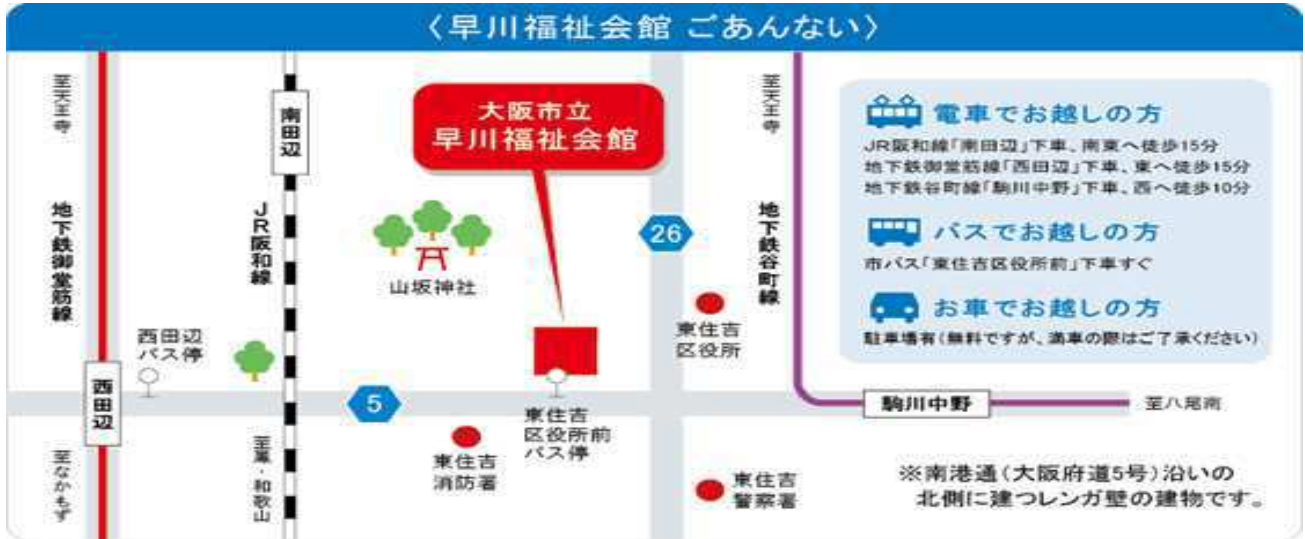 〈早川福祉会館 ごあんない〉
至天王寺
地下鉄御堂筋線
西田辺
至なかもず
西田辺
バス停
南田辺
JR阪和線
至鳳・和歌山
大阪市立
早川福祉会館
山坂神社
5
東住吉
消防署
東住吉
区役所前
バス停
26
東住吉
区役所
東住吉
警察署
至天王寺
地下鉄谷町線
駒川中野
至八尾南
電車でお越しの方
JR阪和線「南田辺」下車、南東へ徒歩15分
地下鉄御堂筋線「西田辺」下車、東へ徒歩15分
地下鉄谷町線「駒川中野」下車、西へ徒歩10分
バスでお越しの方
市バス「東住吉区役所前」下車すぐ
お車でお越しの方
駐車場有(無料ですが、満車の際はご了承ください)
※南港通(大阪府道5号)沿いの
北側に建つレンガ壁の建物です。